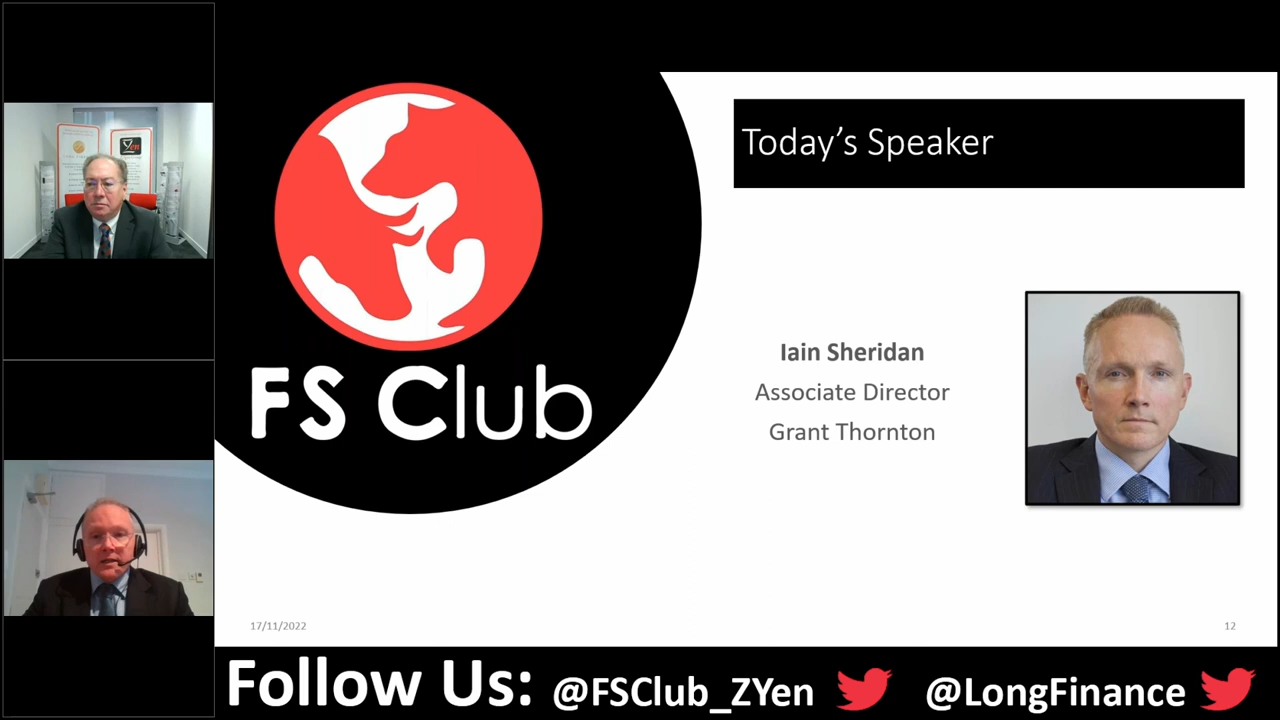 Today's Speaker
FS Club
Iain Sheridan
Associate Director
Grant Thornton
17/11/2022
12
Follow Us: @FSClub_ZYen @LongFinance